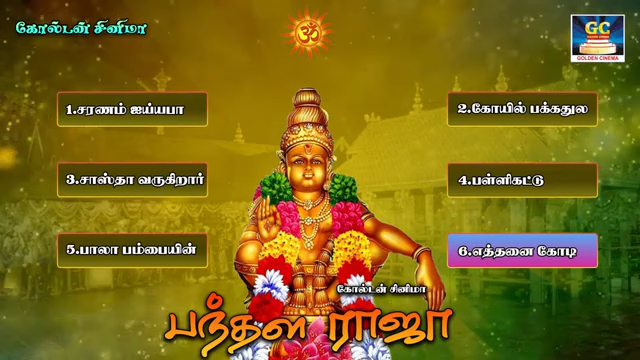 கோல்டன் சினிமா
ௐ
GC
GOLDEN CINEMA
1.சரணம் ஐய்யபா
2.கோயில் பக்கதுல
3.சாஸ்தா வருகிறார்
4.பள்ளிகட்டு
5.பாலா பம்பையின்
6.எத்தனை கோடி
கோல்டன் சினிமா
பந்தள ராஜா